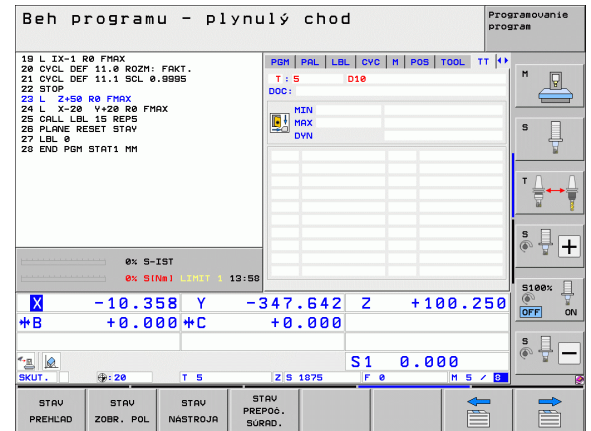 Beh programu - plynulý chod
Programovanie
program
19 L IX-1 R0 FMAX
20 CYCL DEF 11.0 ROZM: FAKT.
21 CYCL DEF 11.1 SCL 0.9995
22 STOP
23 L Z+50 R0 FMAX
24 L X-20 Y+20 R0 FMAX
25 CALL LBL 15 REPS
26 PLANE RESET STAY
27 LBL 0
28 END PGM STAT1 MM
PGM PAL LBL CYC M POS TOOL TT
T : 5 D10
DOC:
MIN
MAX
DYN
0% S-IST
0% S[Nm] LIMIT 1 13:58
X -10.358 Y -347.642 Z +100.250
B +0.000 C +0.000
S1 0.000
SKUT. : 20 T 5 Z S 1875 F 0 M 5 / 8
M
S
T
S
S100%
OFF ON
S
STAV
PREHĽAD
STAV
ZOBR. POL
STAV
NÁSTROJA
STAV
PREPOČ.
SÚRAD.